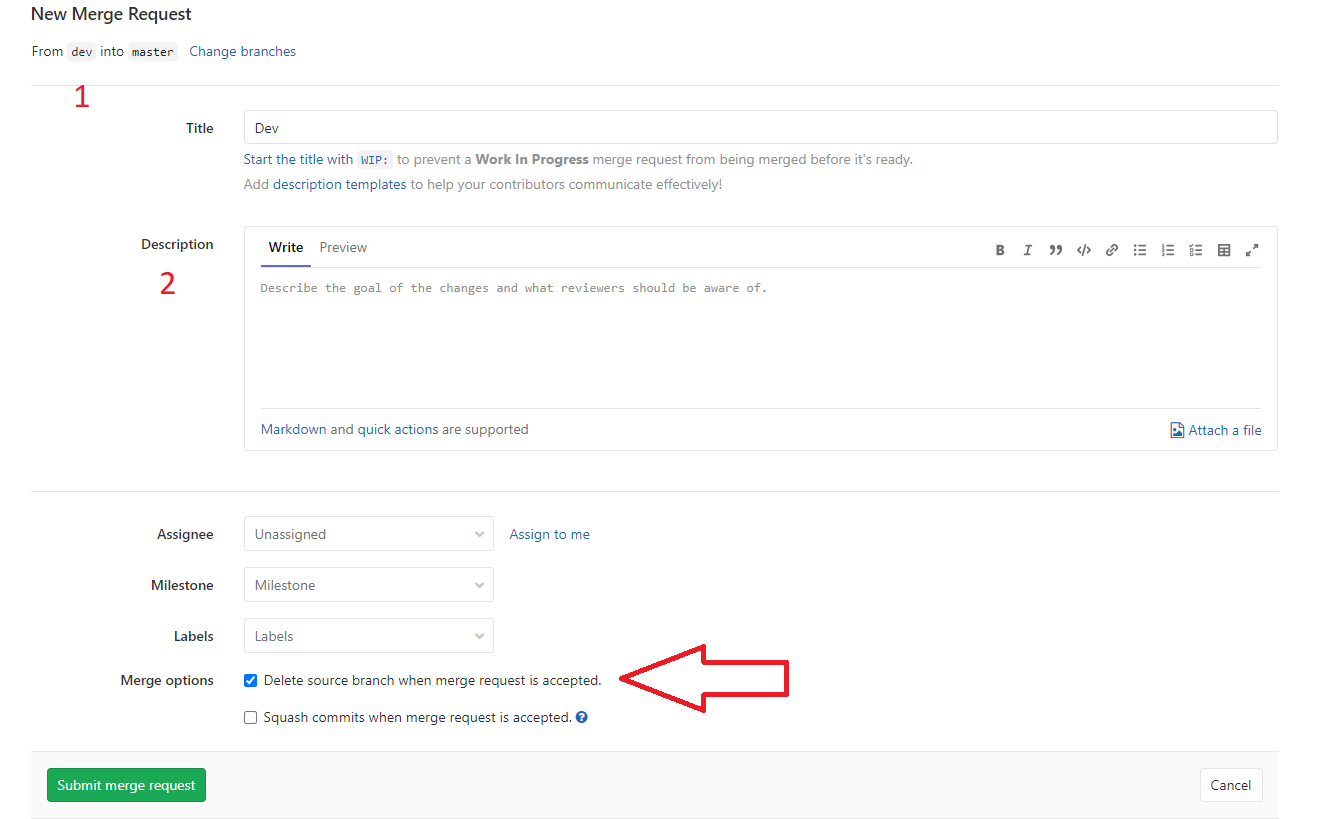 New Merge Request
From dev into master Change branches
1
Title
Dev
Start the title with WIP: to prevent a Work In Progress merge request from being merged before it's ready.
Add description templates to help your contributors communicate effectively!
Description
2
Write Preview
Describe the goal of the changes and what reviewers should be aware of.
Markdown and quick actions are supported
Attach a file
Assignee Unassigned Assign to me
Milestone Milestone
Labels Labels
Merge options Delete source branch when merge request is accepted.
Squash commits when merge request is accepted.
Submit merge request
Cancel